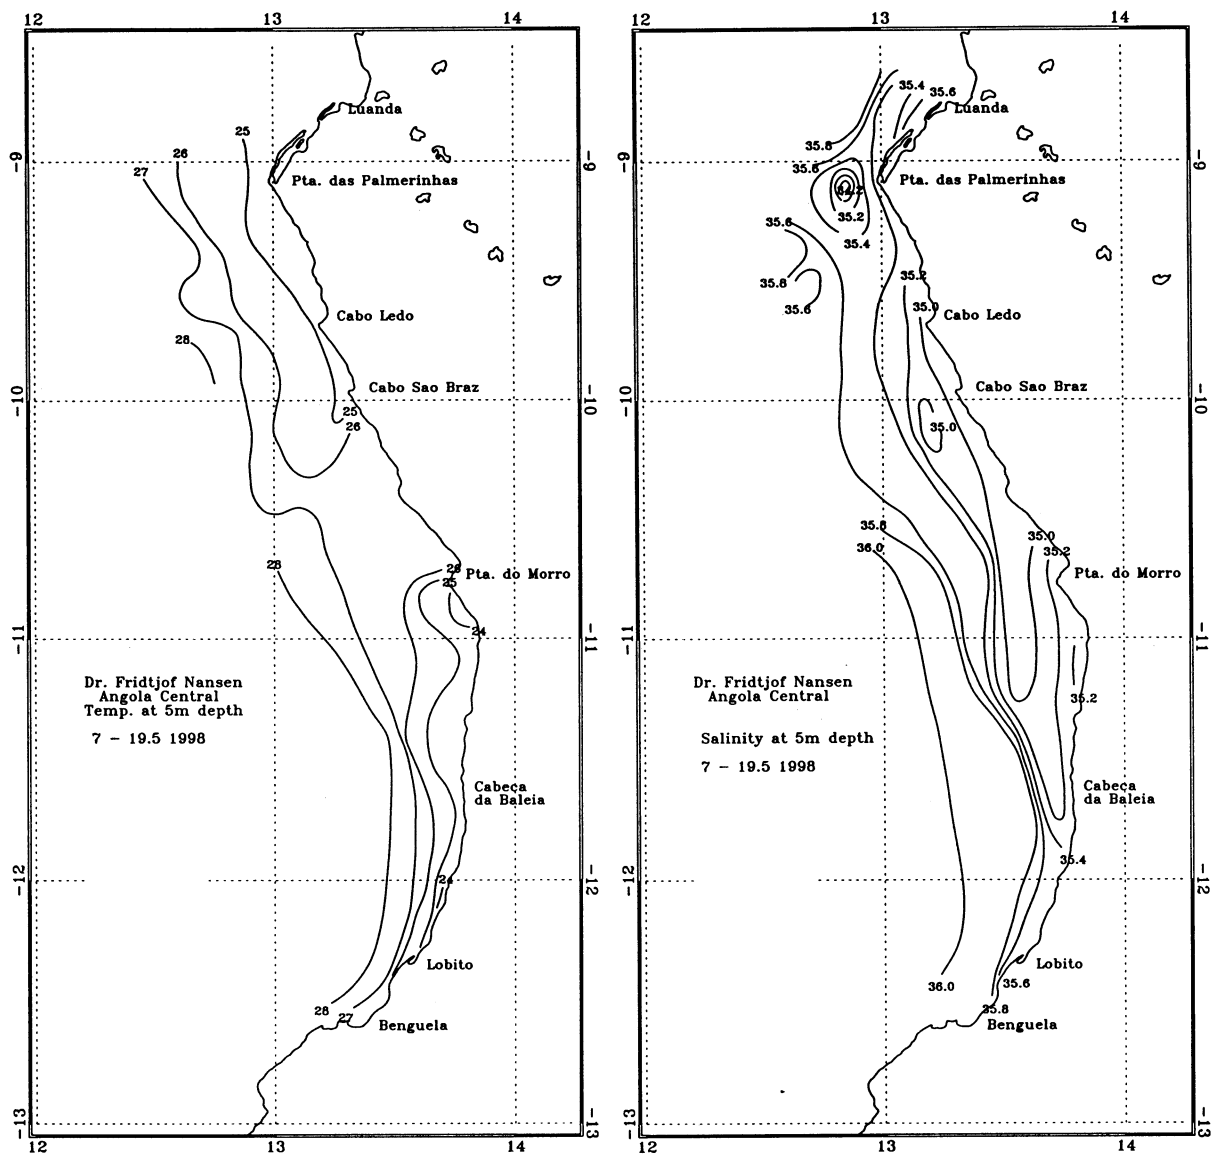 12 13 14
25
26
27
Luanda
-9 -9
Pta. das Palmerinhas
Cabo Ledo
28
Cabo Sao Braz
-10 -10
25
26
28
26
Pta. do Morro
25
24
-11 -11
Dr. Fridtjof Nansen
Angola Central
Temp. at 5m depth
7 - 19.5 1998
Cabeca
da Baleia
24
-12 -12
Lobito
28
27
Benguela
-13 -13
12 13 14
12 13 14
35.4
35.6
Luanda
35.8
-9 -9
35.6
Pta. das Palmerinhas
35.2
35.6
35.4
35.2
35.8
35.6
35.0
Cabo Ledo
Cabo Sao Braz
-10 -10
35.0
35.8
35.0
36.0
35.2
Pta. do Morro
-11 -11
Dr. Fridtjof Nansen
Angola Central
35.2
Salinity at 5m depth
7 - 19.5 1998
Cabeca
da Baleia
35.4
-12 -12
Lobito
36.0
35.6
35.8
Benguela
-13 -13
12 13 14